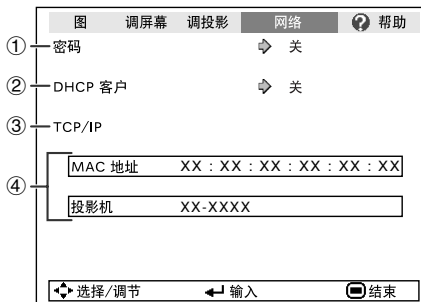 图 调屏幕 调投影 网络 ? 帮助
① 密码 关
② DHCP 客户 关
③ TCP/IP
④
MAC 地址 XX : XX : XX : XX : XX : XX
投影机 XX-XXXX
选择/调节 输入 结束